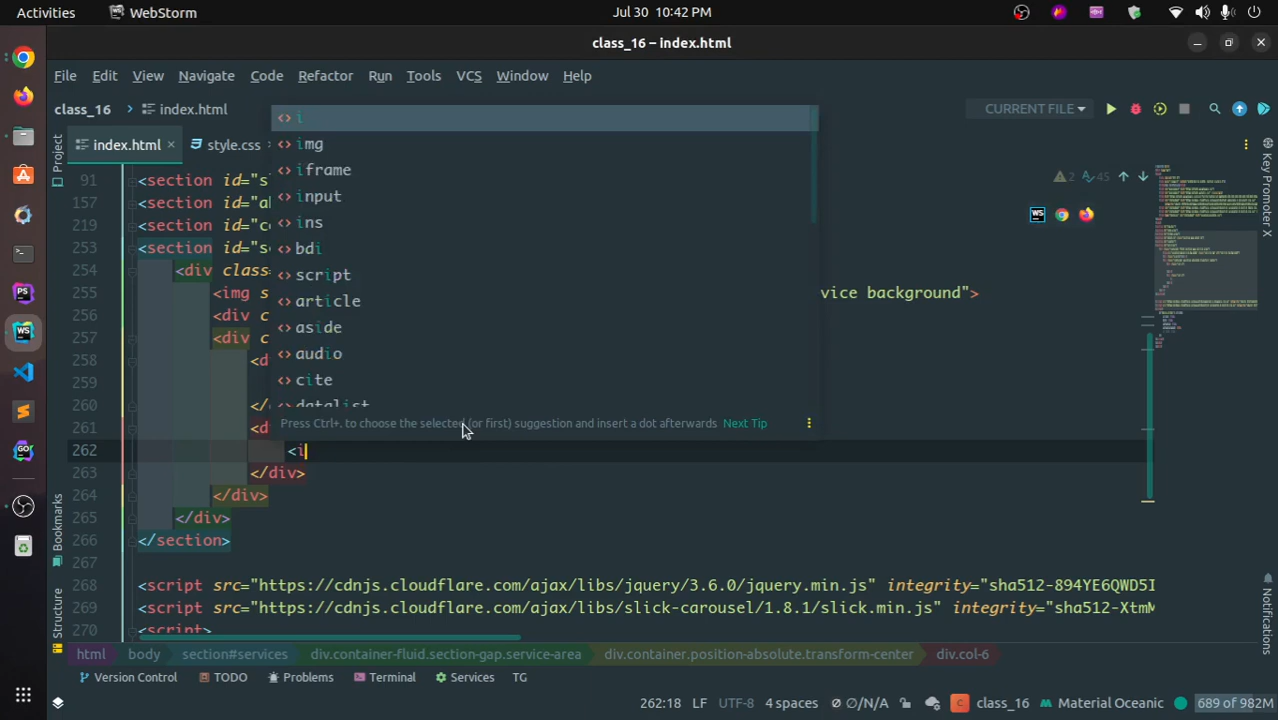 Activities WebStorm Jul 30 10:42 PM
class_16 – index.html
File Edit View Navigate Code Refactor Run Tools VCS Window Help
class_16 index.html CURRENT FILE
Project
index.html style.css
i
img
iframe
input
ins
bdi
script
article
aside
audio
cite
datalist
Press Ctrl+. to choose the selected (or first) suggestion and insert a dot afterwards Next Tip
2 45
Key Promoter X
91 <section id="s
157 <section id="al
219 <section id="co
253 <section id="se
254 <div class=
255 <img s vice background">
256 <div c
257 <div c
258 <d
259
260 </
261 <d
262 <i
263 </div>
264 </div>
265 </div>
266 </section>
267
268 <script src="https://cdnjs.cloudflare.com/ajax/libs/jquery/3.6.0/jquery.min.js" integrity="sha512-894YE6QWD5I
269 <script src="https://cdnjs.cloudflare.com/ajax/libs/slick-carousel/1.8.1/slick.min.js" integrity="sha512-XtmM
270 <script>
Bookmarks
Structure
Notifications
html body section#services div.container-fluid.section-gap.service-area div.container.position-absolute.transform-center div.col-6
Version Control TODO Problems Terminal Services TG
262:18 LF UTF-8 4 spaces ∅/N/A C class_16 Material Oceanic 689 of 982M